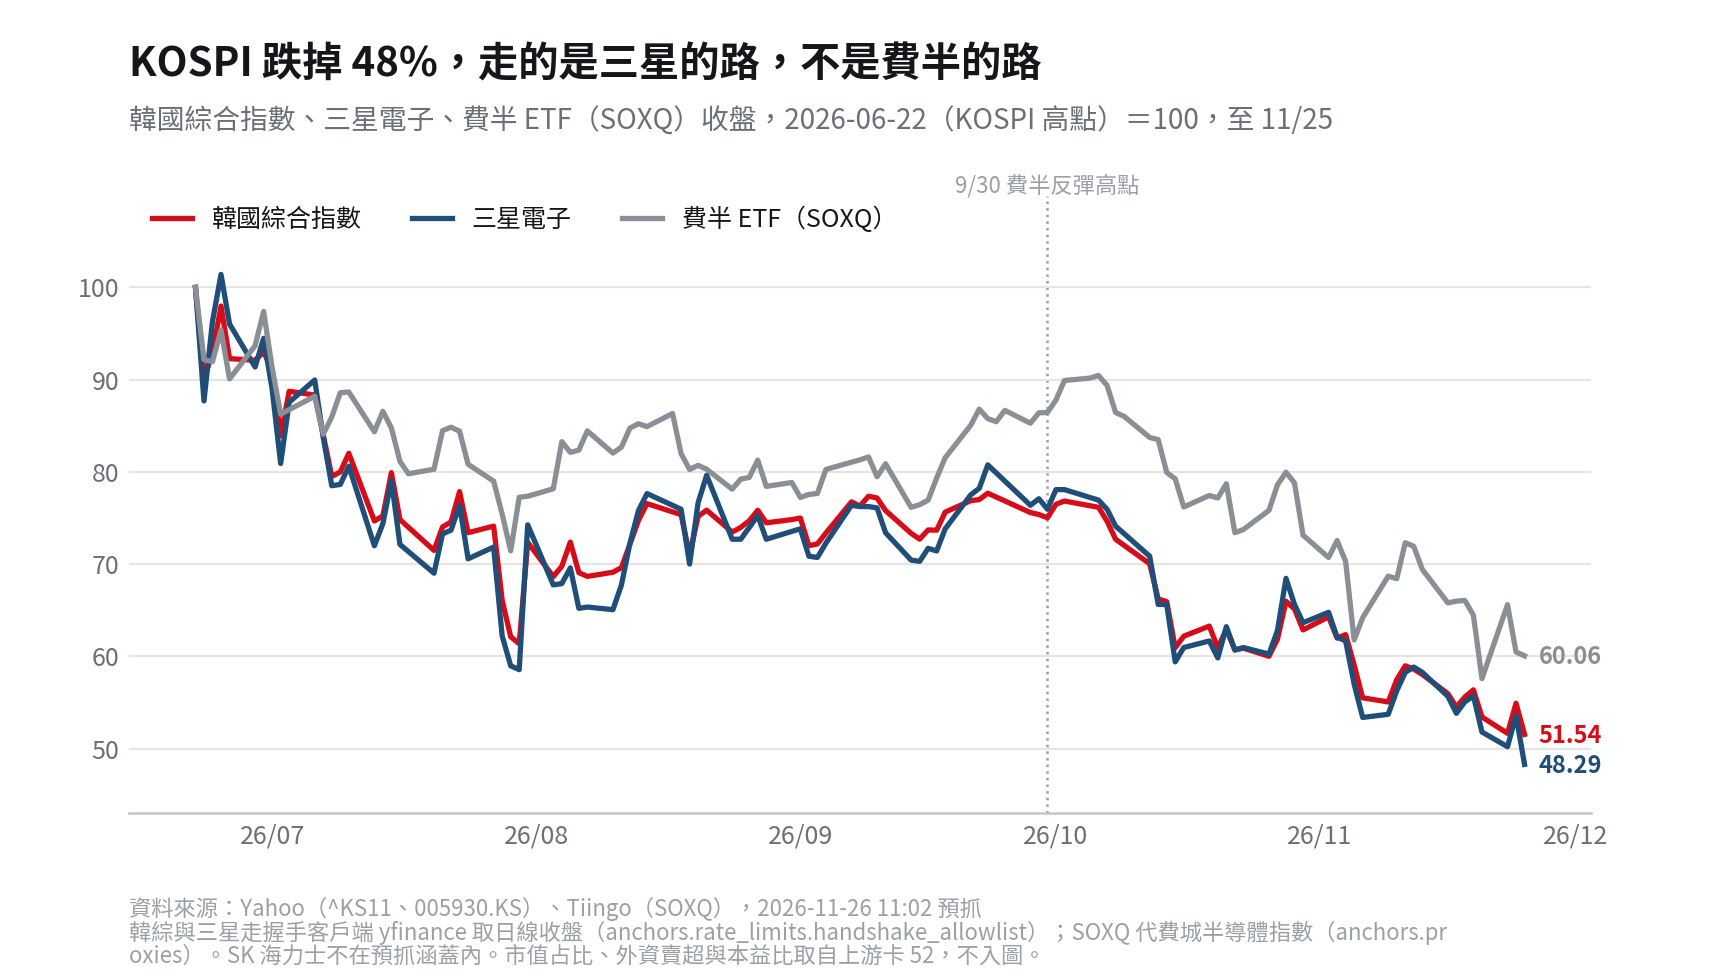 KOSPI 跌掉 48%，走的是三星的路，不是費半的路
韓國綜合指數、三星電子、費半 ETF（SOXQ）收盤，2026-06-22（KOSPI 高點）＝100，至 11/25
9/30 費半反彈高點
韓國綜合指數
三星電子
費半 ETF（SOXQ）
100
90
80
70
60
50
60.06
51.54
48.29
26/07
26/08
26/09
26/10
26/11
26/12
資料來源：Yahoo（^KS11、005930.KS）、Tiingo（SOXQ），2026-11-26 11:02 預抓
韓綜與三星走握手客戶端 yfinance 取日線收盤（anchors.rate_limits.handshake_allowlist）；SOXQ 代費城半導體指數（anchors.pr
oxies）。SK 海力士不在預抓涵蓋內。市值占比、外資賣超與本益比取自上游卡 52，不入圖。